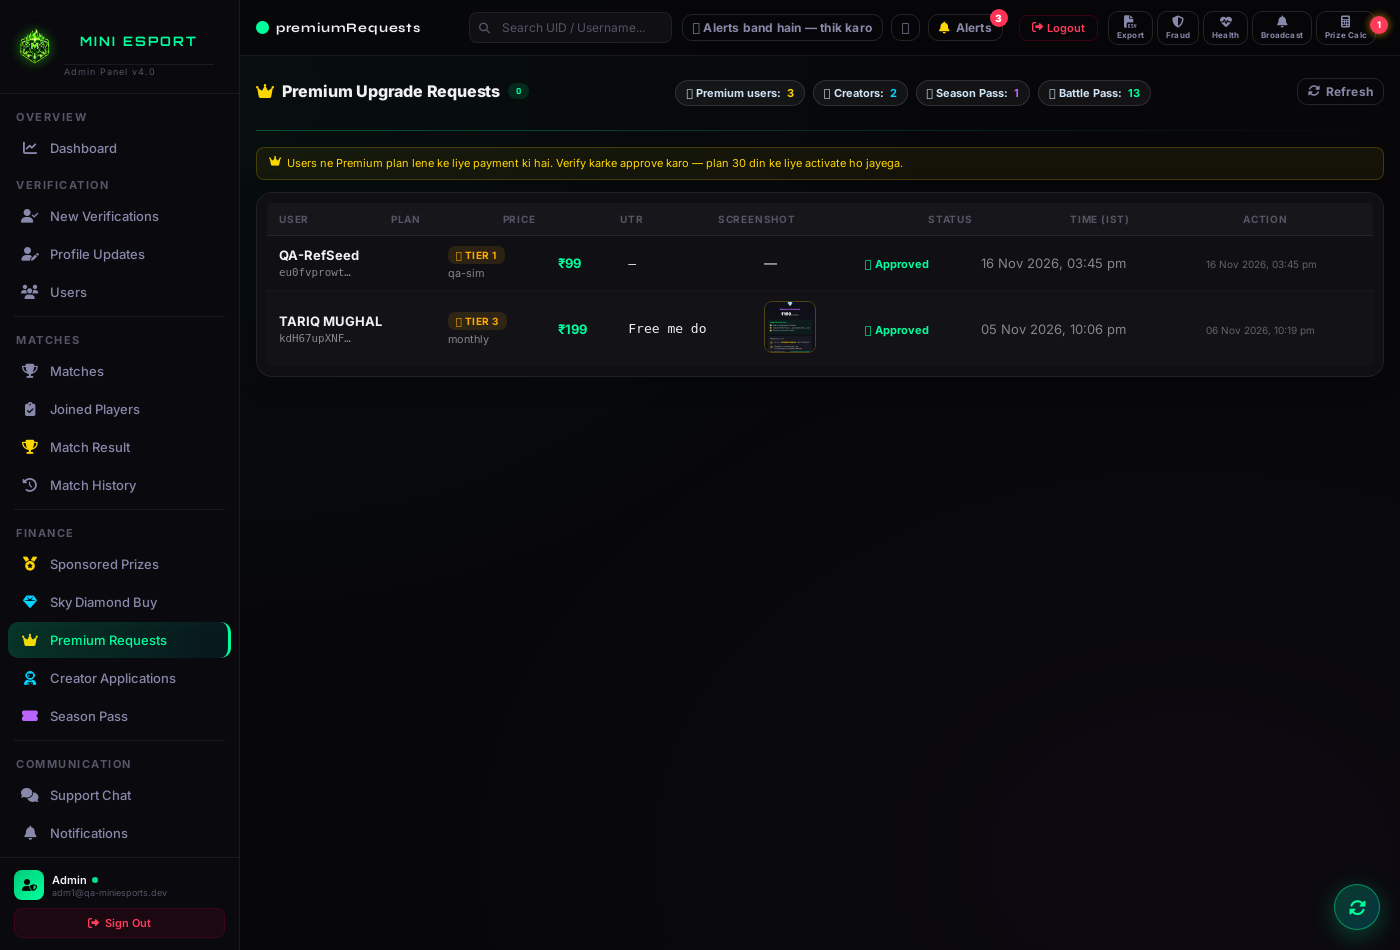 MINI ESPORT
Admin Panel v4.0
OVERVIEW
Dashboard
VERIFICATION
New Verifications
Profile Updates
Users
MATCHES
Matches
Joined Players
Match Result
Match History
FINANCE
Sponsored Prizes
Sky Diamond Buy
Premium Requests
Creator Applications
Season Pass
COMMUNICATION
Support Chat
Notifications
Admin
adm1@qa-miniesports.dev
Sign Out
premiumRequests
Search UID / Username...
Alerts band hain — thik karo
Alerts 3
Logout
Export
Fraud
Health
Broadcast
Prize Calc
1
Premium Upgrade Requests 0
Premium users: 3
Creators: 2
Season Pass: 1
Battle Pass: 13
Refresh
Users ne Premium plan lene ke liye payment ki hai. Verify karke approve karo — plan 30 din ke liye activate ho jayega.
USER PLAN PRICE UTR SCREENSHOT STATUS TIME (IST) ACTION
QA-RefSeed TIER 1 ₹99 — — Approved 16 Nov 2026, 03:45 pm 16 Nov 2026, 03:45 pm
eu0fvprowt… qa-sim
TARIQ MUGHAL TIER 3 ₹199 Free me do Approved 05 Nov 2026, 10:06 pm 06 Nov 2026, 10:19 pm
kdH67upXNF… monthly